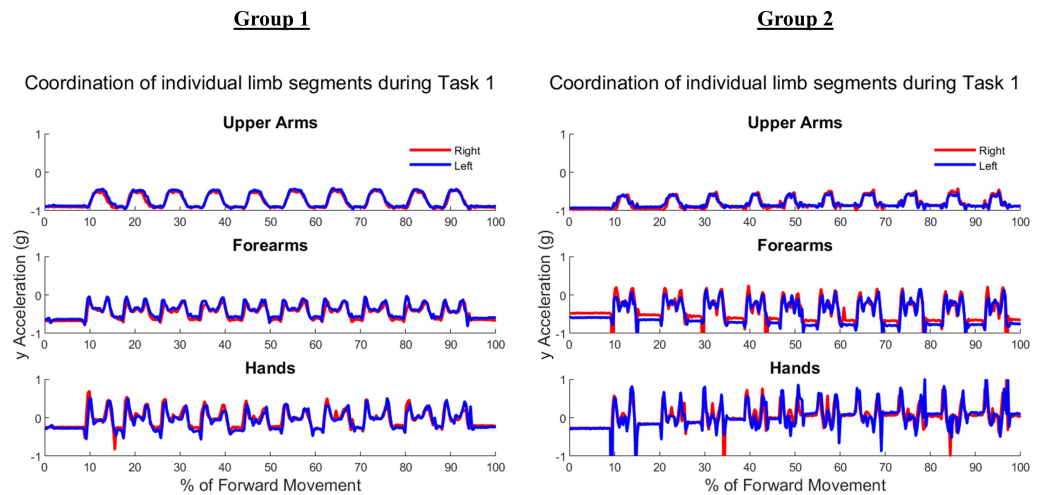 Group 1
Coordination of individual limb segments during Task 1
Upper Arms
1
0
-1
Right
Left
0 10 20 30 40 50 60 70 80 90 100
Forearms
1
0
-1
0 10 20 30 40 50 60 70 80 90 100
Hands
1
0
-1
0 10 20 30 40 50 60 70 80 90 100
y Acceleration (g)
% of Forward Movement
Group 2
Coordination of individual limb segments during Task 1
Upper Arms
1
0
-1
Right
Left
0 10 20 30 40 50 60 70 80 90 100
Forearms
1
0
-1
0 10 20 30 40 50 60 70 80 90 100
Hands
1
0
-1
0 10 20 30 40 50 60 70 80 90 100
y Acceleration (g)
% of Forward Movement